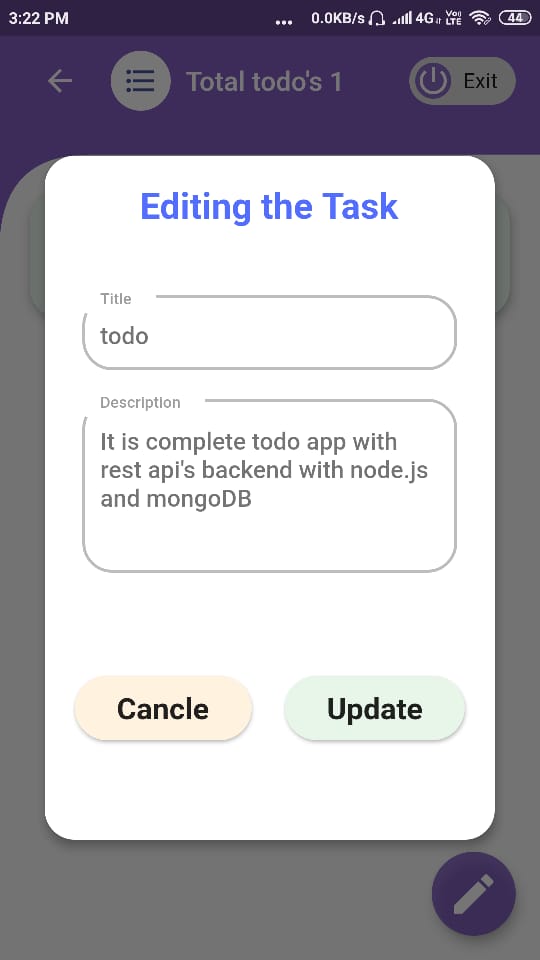 3:22 PM ... 0.0KB/s 4G Vo) LTE 44
Total todo's 1 Exit
Editing the Task
Title
todo
Description
It is complete todo app with
rest api's backend with node.js
and mongoDB
Cancle Update